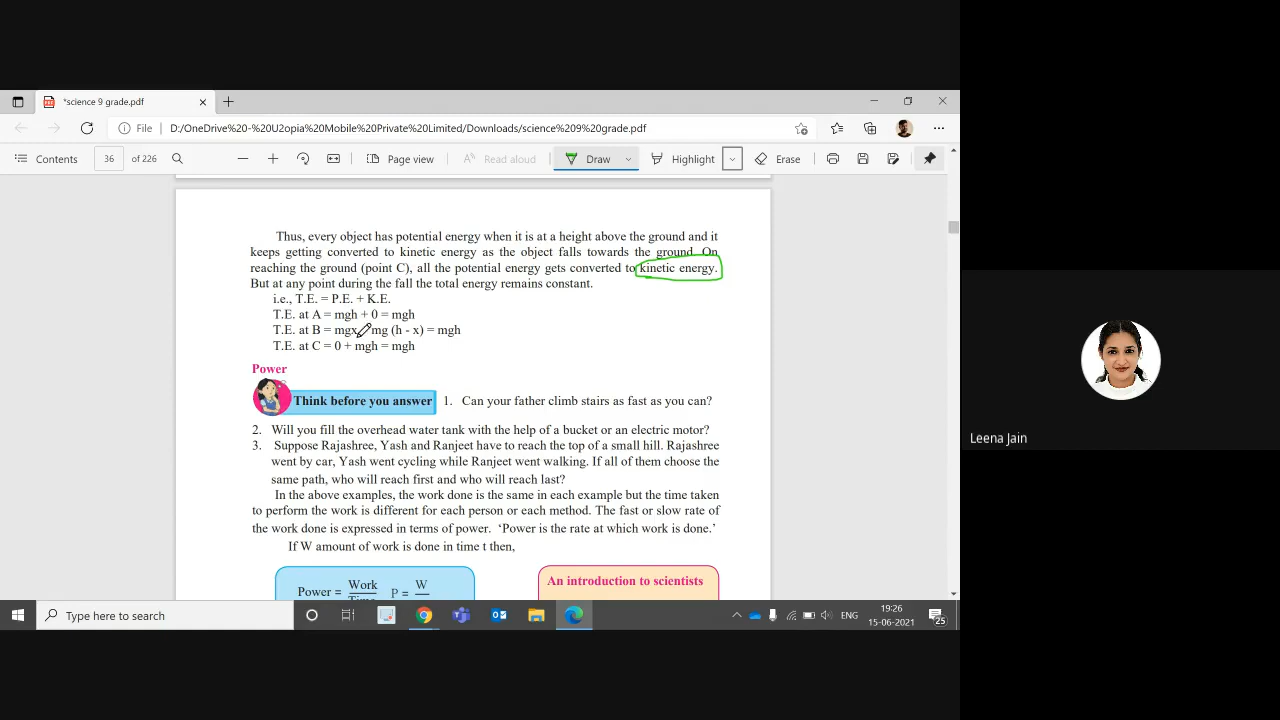 *science 9 grade.pdf
File D:/OneDrive%20-%20U2opia%20Mobile%20Private%20Limited/Downloads/science%209%20grade.pdf
Contents 36 of 226 Page view Read aloud Draw Highlight Erase
Thus, every object has potential energy when it is at a height above the ground and it
keeps getting converted to kinetic energy as the object falls towards the ground. On
reaching the ground (point C), all the potential energy gets converted to kinetic energy.
But at any point during the fall the total energy remains constant.
i.e., T.E. = P.E. + K.E.
T.E. at A = mgh + 0 = mgh
T.E. at B = mgx mg (h - x) = mgh
T.E. at C = 0 + mgh = mgh
Power
Think before you answer 1. Can your father climb stairs as fast as you can?
2. Will you fill the overhead water tank with the help of a bucket or an electric motor?
3. Suppose Rajashree, Yash and Ranjeet have to reach the top of a small hill. Rajashree
went by car, Yash went cycling while Ranjeet went walking. If all of them choose the
same path, who will reach first and who will reach last?
In the above examples, the work done is the same in each example but the time taken
to perform the work is different for each person or each method. The fast or slow rate of
the work done is expressed in terms of power. ‘Power is the rate at which work is done.’
If W amount of work is done in time t then,
An introduction to scientists
Power = Work P = W
Time
Leena Jain
Type here to search
ENG
19:26
15-06-2021
25